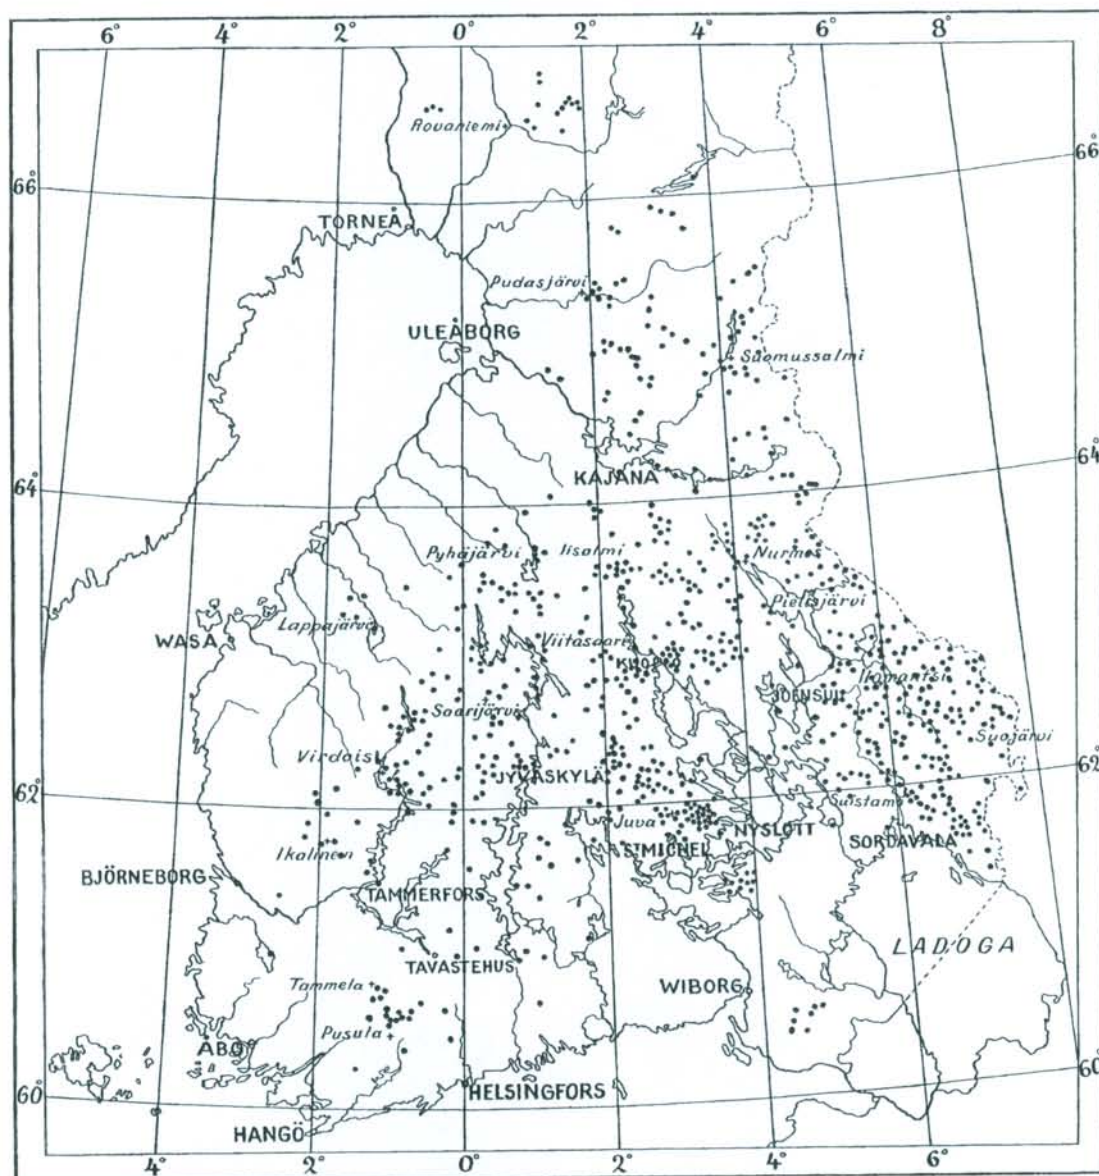 6° 4° 2° 0° 2° 4° 6° 8°
Rovaniemi
66° 66°
TORNEÅ
Pudasjärvi
ULEÅBORG
Suomussalmi
64° KAJANA 64°
Pyhäjärvi Iisalmi Nurmes
Pielisjärvi
Lappajärvi
WASA Viitasaari
KUOPIO Ilomantsi
JOENSUU
Saarijärvi Suojärvi
Virdois
62° JYVÄSKYLÄ 62°
Suistamo
Juva NYSLOTT
Ikalinen STMICHEL SORDAVALA
BJÖRNEBORG
TAMMERFORS
LADOGA
TAVASTEHUS
Tammela WIBORG
Pusula
ÅBO
60° HELSINGFORS 60°
HANGÖ
4° 2° 0° 2° 4° 6°